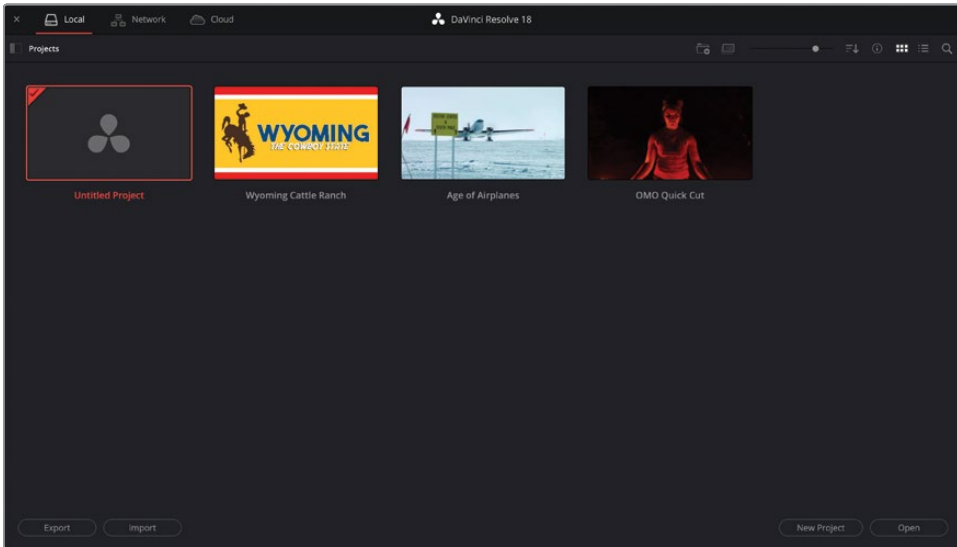 Local
Network
Cloud
DaVinci Resolve 18
Projects
WYOMING
THE COWBOY STATE
Untitled Project
Wyoming Cattle Ranch
Age of Airplanes
OMO Quick Cut
Export
Import
New Project
Open